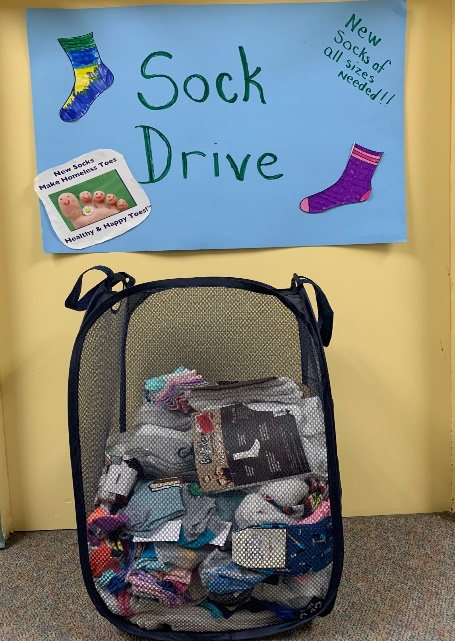 Sock
Drive
New
Socks of
all sizes
needed!!!
New Socks
Make Homeless Toes
Healthy & Happy Toes!